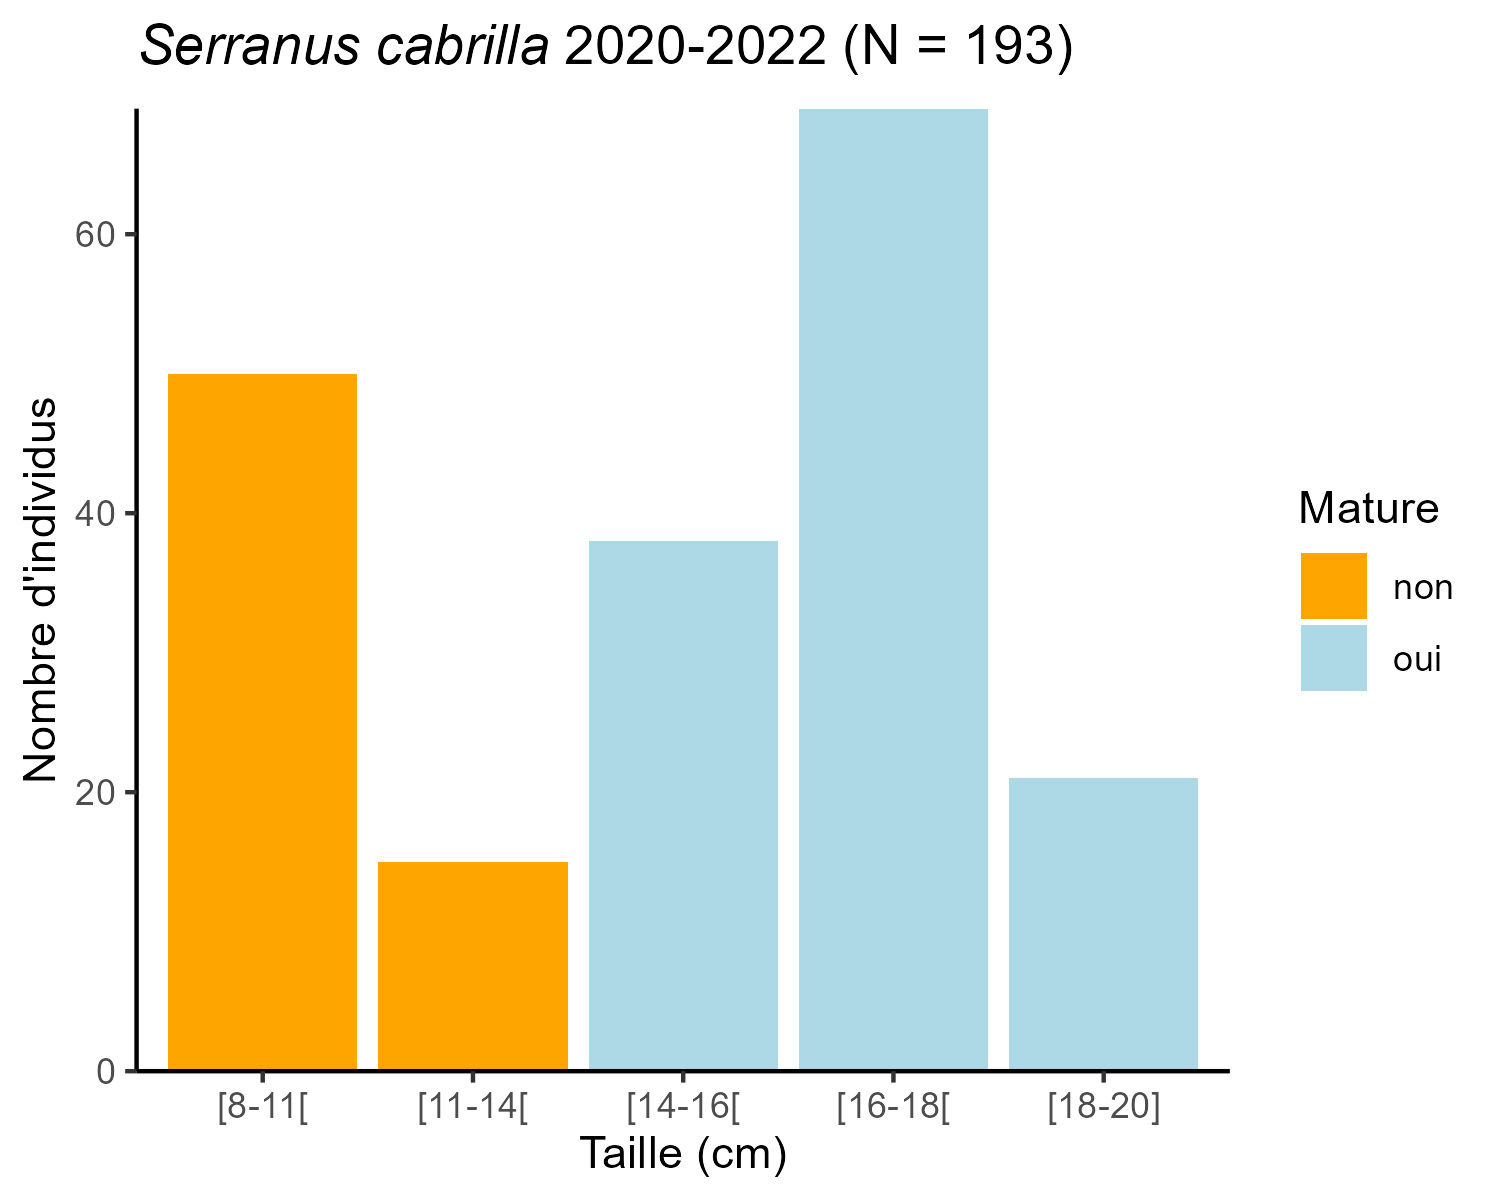 Serranus cabrilla 2020-2022 (N = 193)
Nombre d'individus
60
40
20
0
[8-11[
[11-14[
[14-16[
[16-18[
[18-20]
Taille (cm)
Mature
non
oui